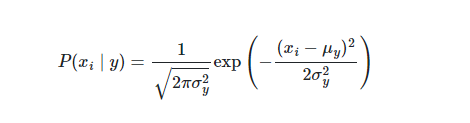 P(x_i | y) = \frac{1}{\sqrt{2\pi\sigma_y^2}} \exp\left(-\frac{(x_i - \mu_y)^2}{2\sigma_y^2}\right)